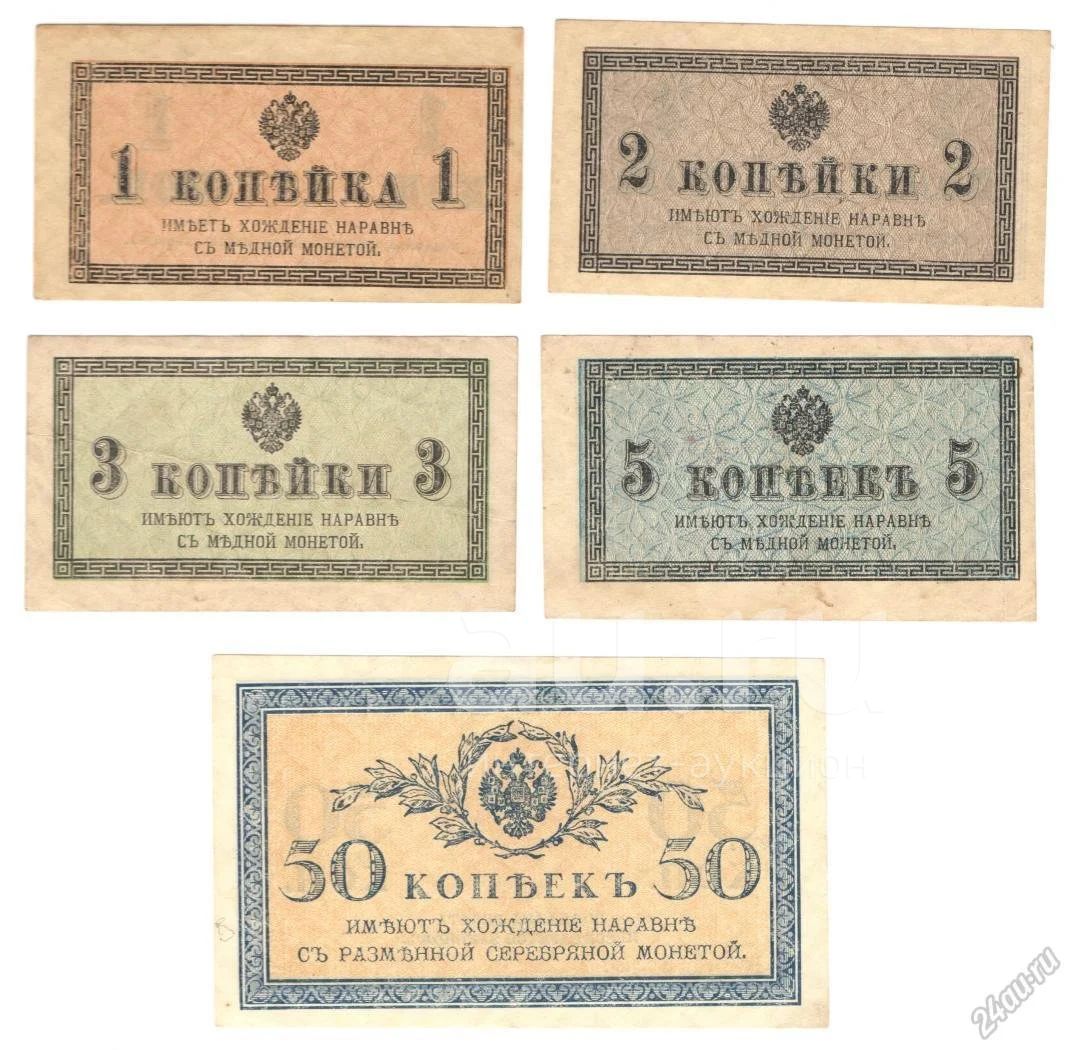 1 КОПѢЙКА 1
ИМѢЕТЪ ХОЖДЕНІЕ НАРАВНѢ
СЪ МѢДНОЙ МОНЕТОЙ.
2 КОПѢЙКИ 2
ИМѢЮТЪ ХОЖДЕНІЕ НАРАВНѢ
СЪ МѢДНОЙ МОНЕТОЙ.
3 КОПѢЙКИ 3
ИМѢЮТЪ ХОЖДЕНІЕ НАРАВНѢ
СЪ МѢДНОЙ МОНЕТОЙ.
5 КОПѢЕКЪ 5
ИМѢЮТЪ ХОЖДЕНІЕ НАРАВНѢ
СЪ МѢДНОЙ МОНЕТОЙ.
au.ru
50 КОПѢЕКЪ 50
ИМѢЮТЪ ХОЖДЕНІЕ НАРАВНѢ
СЪ РАЗМѢННОЙ СЕРЕБРЯНОЙ МОНЕТОЙ.
24au.ru